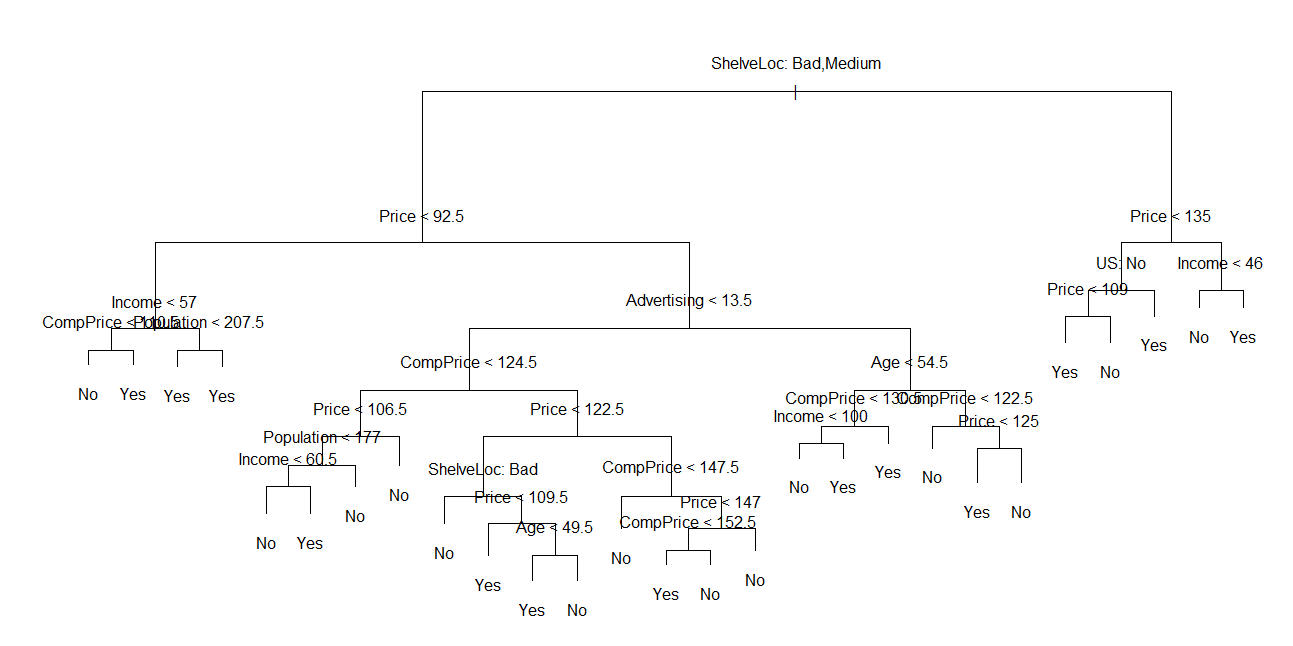 ShelveLoc: Bad,Medium
Price < 92.5
Price < 135
US: No
Income < 46
Price < 109
Income < 57
Advertising < 13.5
CompPrice < 110.5
Population < 207.5
Yes
No
Yes
CompPrice < 124.5
Age < 54.5
Yes
No
No
Yes
Yes
Yes
Price < 106.5
Price < 122.5
CompPrice < 130.5
CompPrice < 122.5
Income < 100
Price < 125
Population < 177
Income < 60.5
ShelveLoc: Bad
CompPrice < 147.5
Yes
No
No
Yes
No
Price < 109.5
Price < 147
Yes
No
No
Age < 49.5
CompPrice < 152.5
No
Yes
No
No
Yes
No
Yes
No
Yes
No